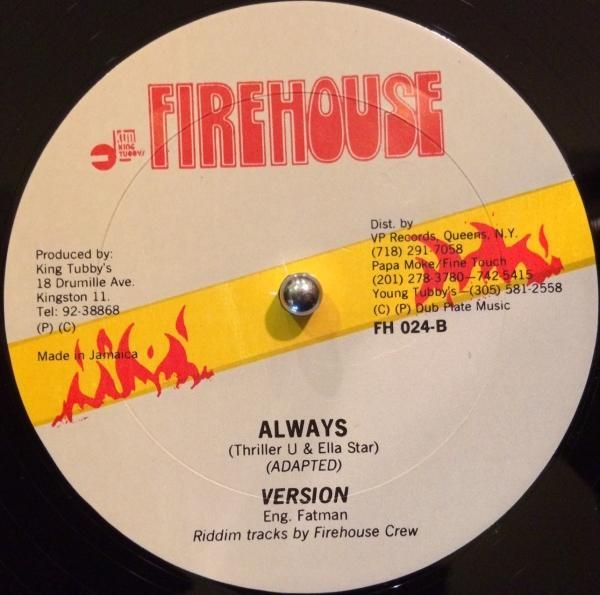 FIREHOUSE
KING
TUBBYS
Produced by:
King Tubby's
18 Drumille Ave.
Kingston 11.
Tel: 92-38868
(P) (C)
Made in Jamaica
Dist. by
VP Records, Queens, N.Y.
(718) 291-7058
Papa Moke/Fine Touch
(201) 278-3780—742-5415
Young Tubby's—(305) 581-2558
(C) (P) Dub Plate Music
FH 024-B
ALWAYS
(Thriller U & Ella Star)
(ADAPTED)
VERSION
Eng. Fatman
Riddim tracks by Firehouse Crew